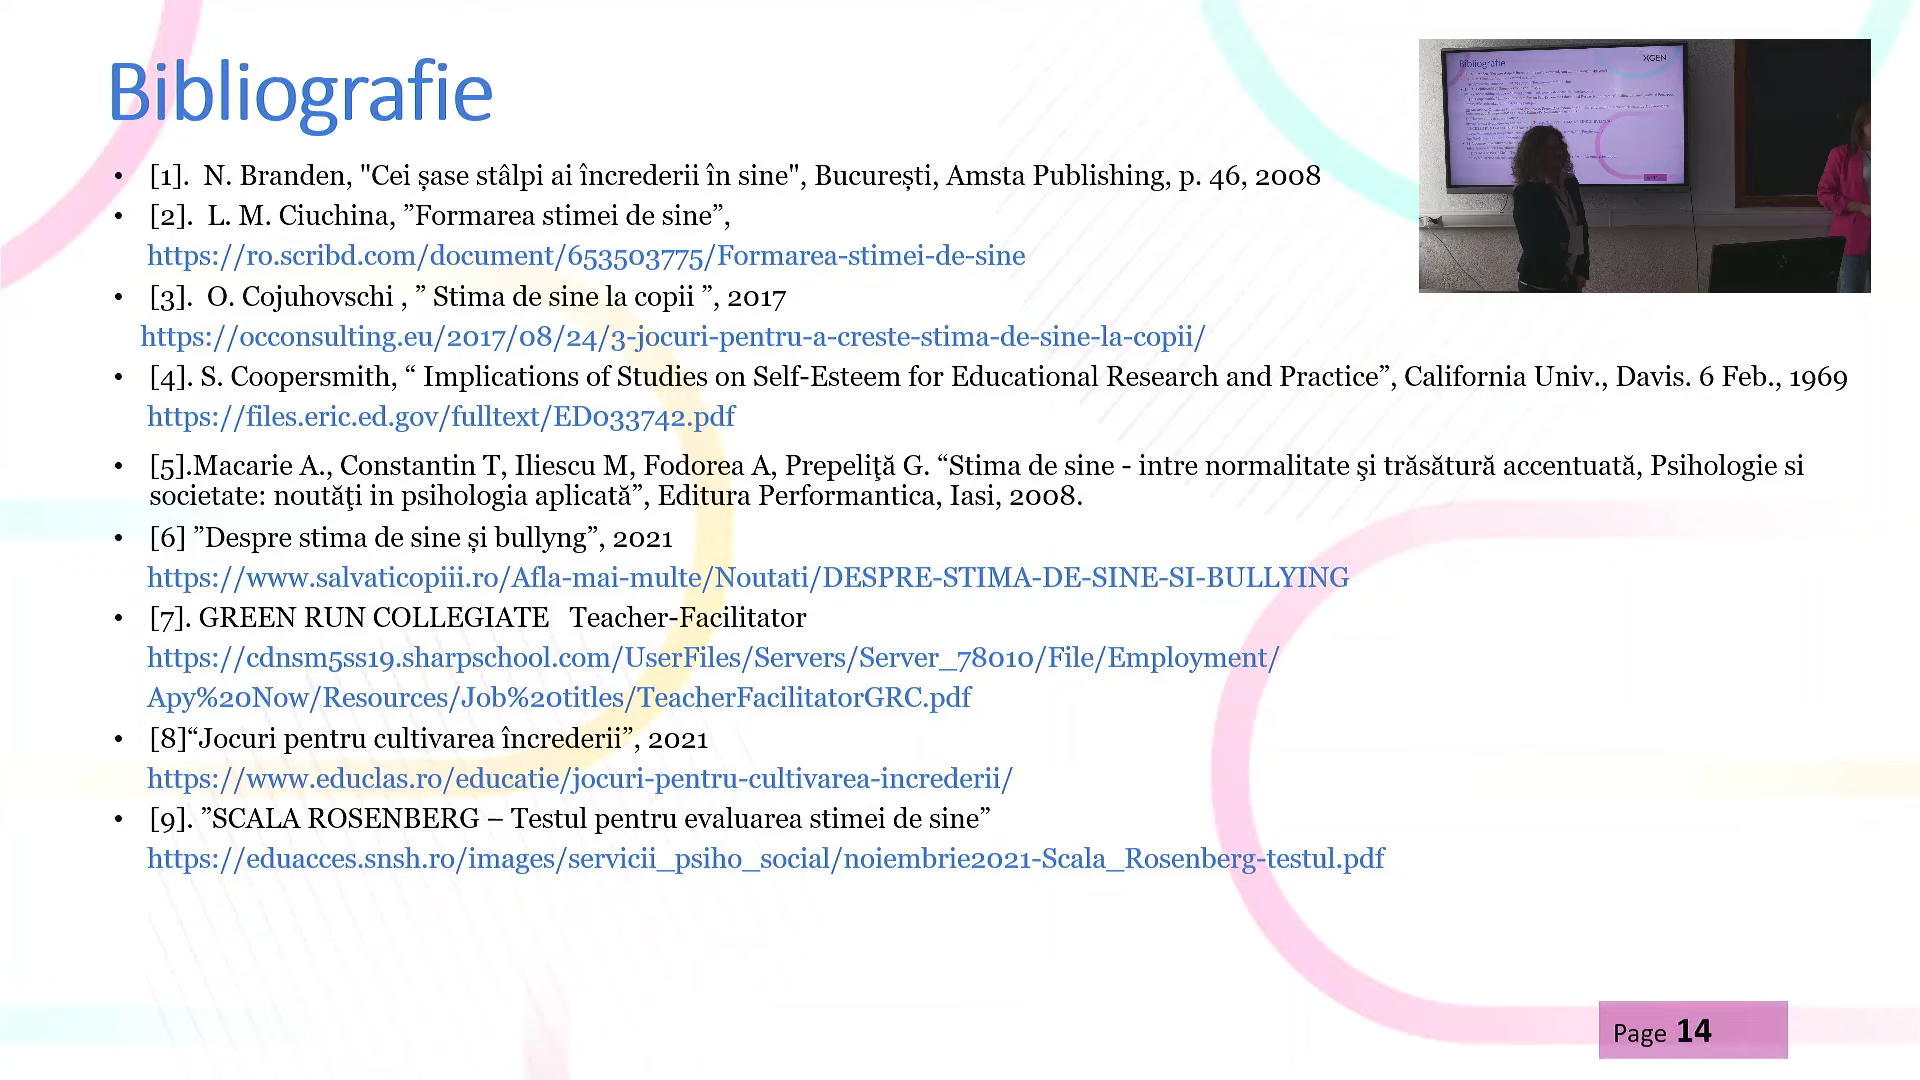 Bibliografie
XGEN
Bibliografie
• [1].  N. Branden, "Cei șase stâlpi ai încrederii în sine", București, Amsta Publishing, p. 46, 2008
• [2].  L. M. Ciuchina, ”Formarea stimei de sine”,
https://ro.scribd.com/document/653503775/Formarea-stimei-de-sine
• [3].  O. Cojuhovschi , ” Stima de sine la copii ”, 2017
https://occonsulting.eu/2017/08/24/3-jocuri-pentru-a-creste-stima-de-sine-la-copii/
• [4]. S. Coopersmith, “ Implications of Studies on Self-Esteem for Educational Research and Practice”, California Univ., Davis. 6 Feb., 1969
https://files.eric.ed.gov/fulltext/ED033742.pdf
• [5].Macarie A., Constantin T, Iliescu M, Fodorea A, Prepeliţă G. “Stima de sine - intre normalitate şi trăsătură accentuată, Psihologie si
societate: noutăţi in psihologia aplicată”, Editura Performantica, Iasi, 2008.
• [6] ”Despre stima de sine și bullyng”, 2021
https://www.salvaticopiii.ro/Afla-mai-multe/Noutati/DESPRE-STIMA-DE-SINE-SI-BULLYING
• [7]. GREEN RUN COLLEGIATE   Teacher-Facilitator
https://cdnsm5ss19.sharpschool.com/UserFiles/Servers/Server_78010/File/Employment/
Apy%20Now/Resources/Job%20titles/TeacherFacilitatorGRC.pdf
• [8]“Jocuri pentru cultivarea încrederii”, 2021
https://www.educlas.ro/educatie/jocuri-pentru-cultivarea-increderii/
• [9]. ”SCALA ROSENBERG – Testul pentru evaluarea stimei de sine”
https://eduacces.snsh.ro/images/servicii_psiho_social/noiembrie2021-Scala_Rosenberg-testul.pdf
Page 14